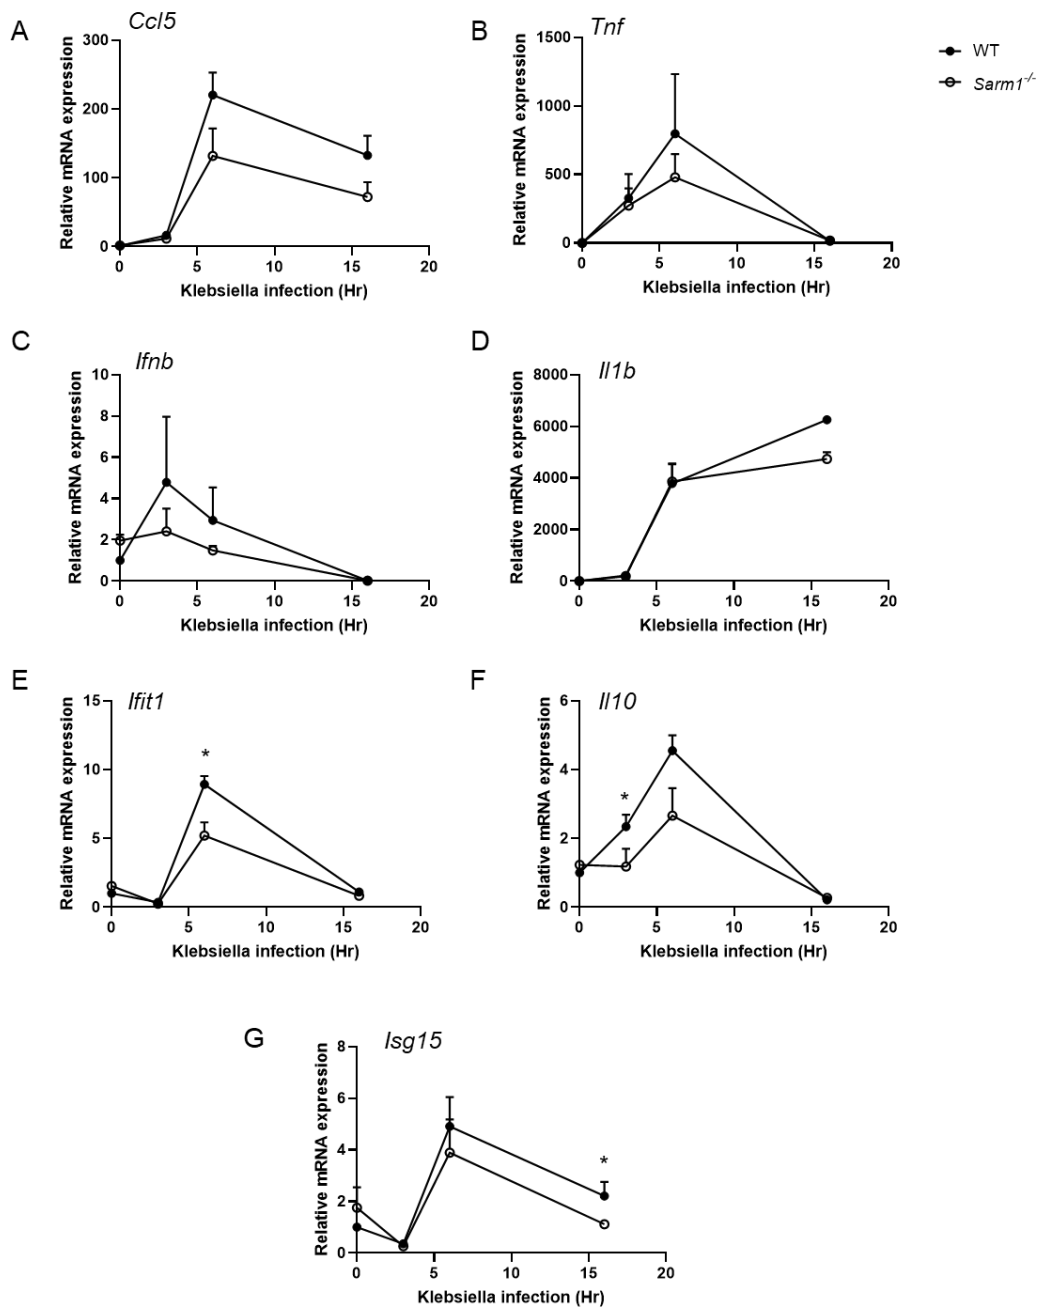 A
Ccl5
Relative mRNA expression
300
200
100
0
0 5 10 15 20
Klebsiella infection (Hr)
B
Tnf
Relative mRNA expression
1500
1000
500
0
0 5 10 15 20
Klebsiella infection (Hr)
WT
Sarm1-/-
C
Ifnb
Relative mRNA expression
10
8
6
4
2
0
0 5 10 15 20
Klebsiella infection (Hr)
D
Il1b
Relative mRNA expression
8000
6000
4000
2000
0
0 5 10 15 20
Klebsiella infection (Hr)
E
Ifit1
Relative mRNA expression
15
10
5
0
*
0 5 10 15 20
Klebsiella infection (Hr)
F
Il10
Relative mRNA expression
6
4
2
0
*
0 5 10 15 20
Klebsiella infection (Hr)
G
Isg15
Relative mRNA expression
8
6
4
2
0
*
0 5 10 15 20
Klebsiella infection (Hr)